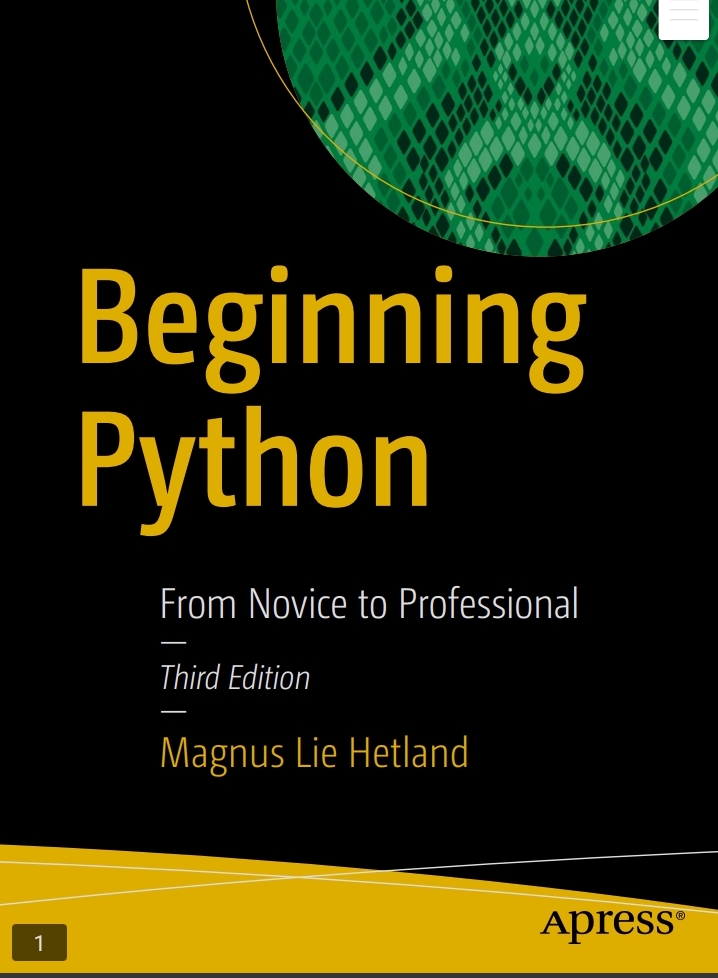 Beginning
Python
From Novice to Professional
—
Third Edition
—
Magnus Lie Hetland
Apress®
1